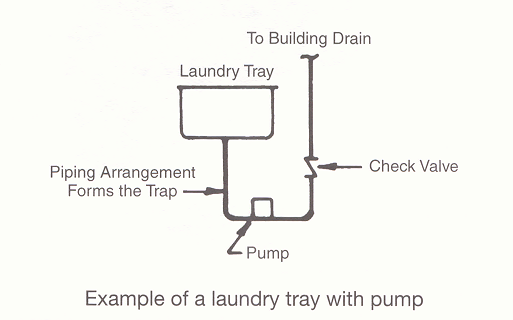 To Building Drain
Laundry Tray
Check Valve
Piping Arrangement
Forms the Trap
Pump
Example of a laundry tray with pump